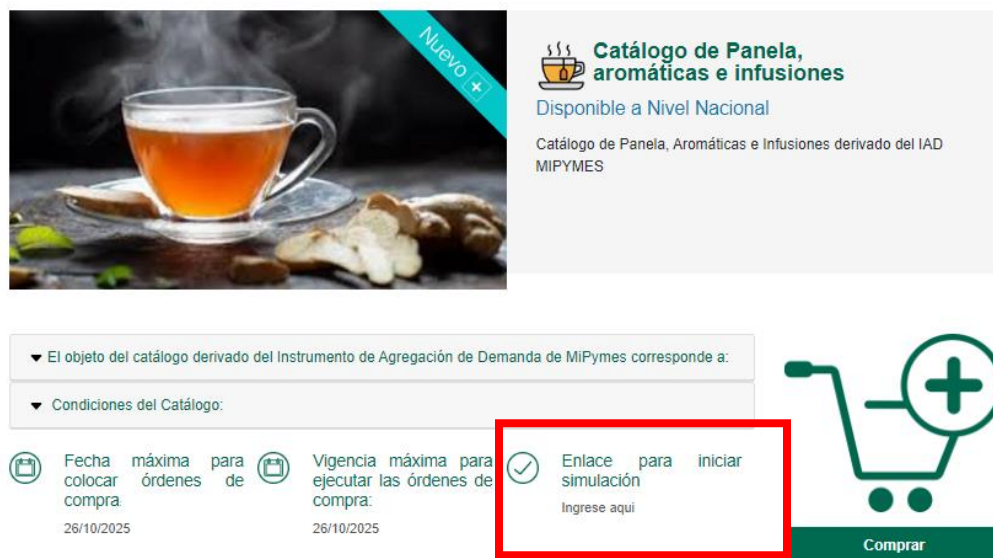 Nuevo +
Catálogo de Panela,
aromáticas e infusiones
Disponible a Nivel Nacional
Catálogo de Panela, Aromáticas e Infusiones derivado del IAD
MIPYMES
El objeto del catálogo derivado del Instrumento de Agregación de Demanda de MiPymes corresponde a:
Condiciones del Catálogo:
Fecha máxima para
colocar órdenes de
compra:
26/10/2025
Vigencia máxima para
ejecutar las órdenes de
compra:
26/10/2025
Enlace para iniciar
simulación
Ingrese aqui
Comprar